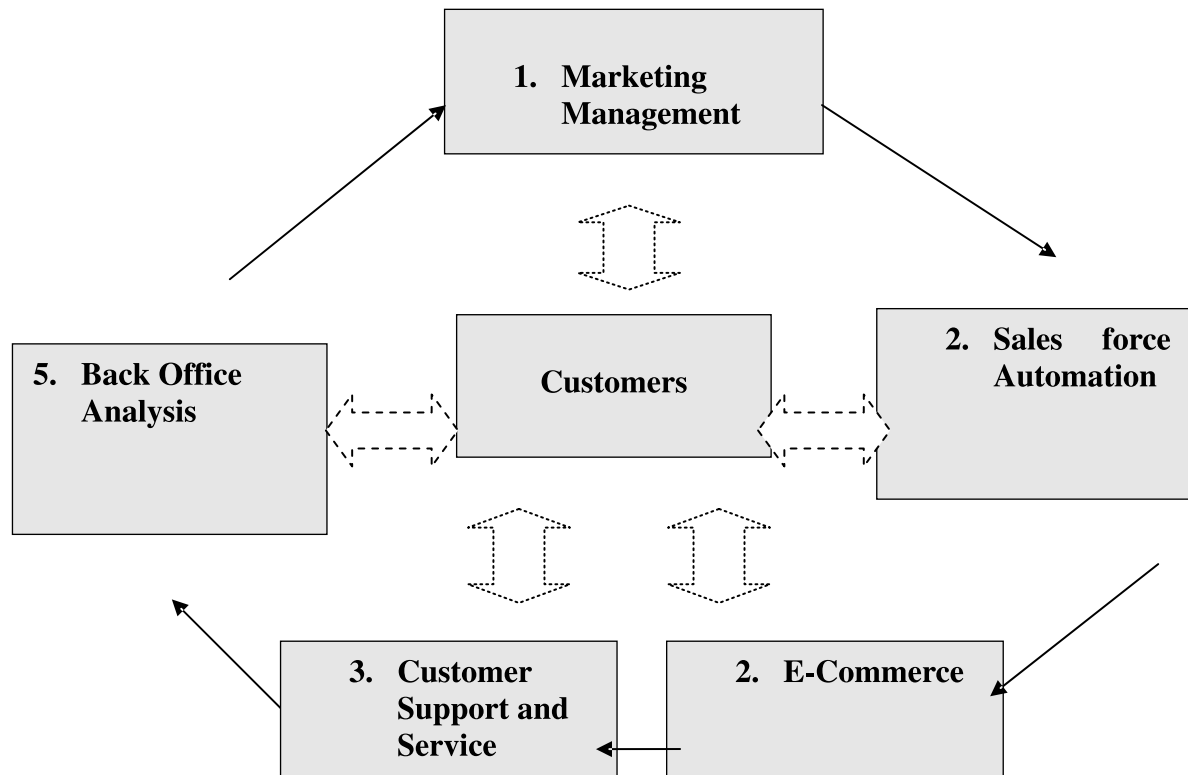 1. Marketing
Management
5. Back Office
Analysis
Customers
2. Sales force
Automation
3. Customer
Support and
Service
2. E-Commerce